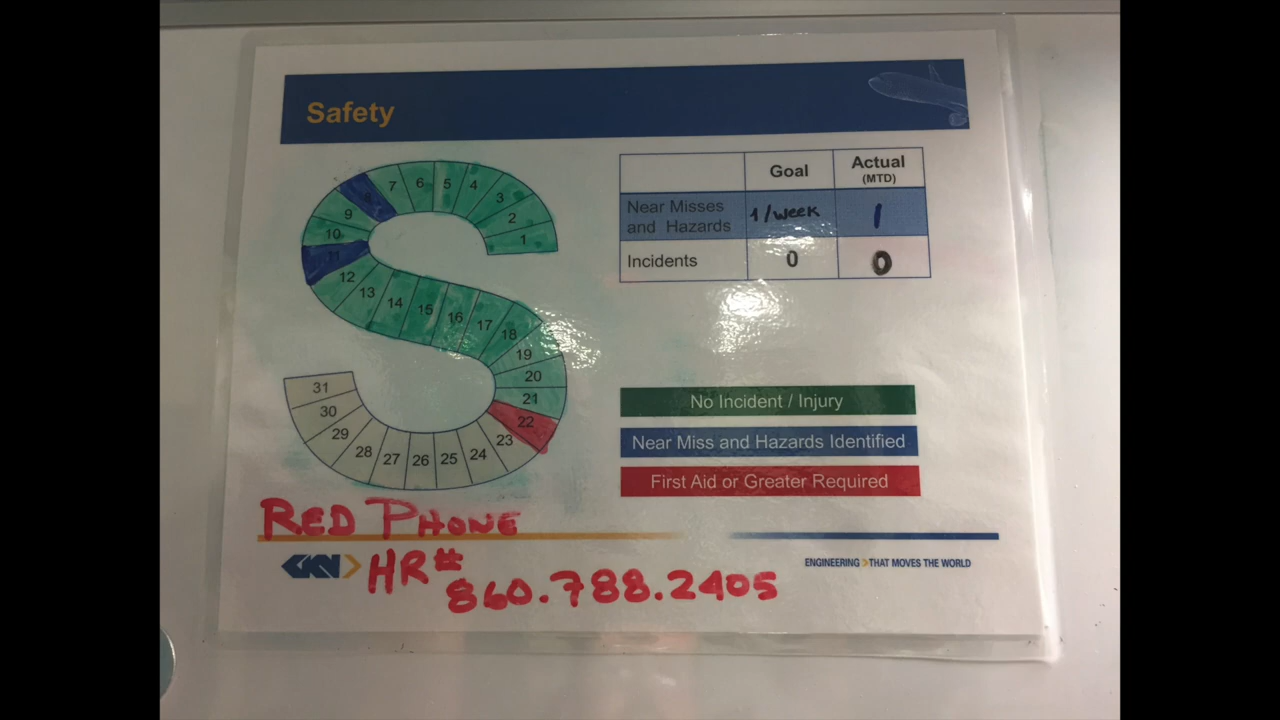 Safety
Goal
Actual
(MTD)
Near Misses
and Hazards
1/week
1
Incidents
0
0
1
2
3
4
5
6
7
8
9
10
11
12
13
14
15
16
17
18
19
20
21
22
23
24
25
26
27
28
29
30
31
No Incident / Injury
Near Miss and Hazards Identified
First Aid or Greater Required
RED PHONE
GKN
HR#
860.788.2405
ENGINEERING THAT MOVES THE WORLD